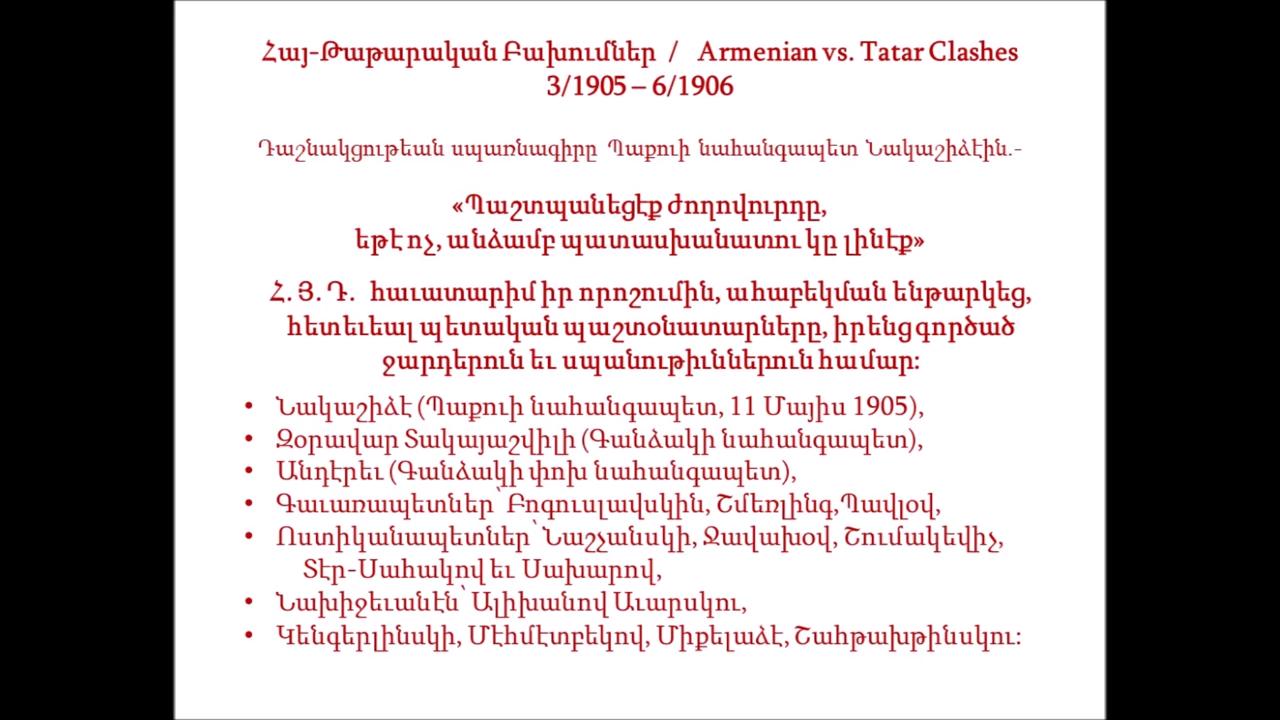 Հայ-Թաթարական Բախումներ / Armenian vs. Tatar Clashes
3/1905 – 6/1906
Դաշնակցութեան սպառնագիրը Պաքուի նահանգապետ Նակաշիձէին.-
«Պաշտպանեցէք ժողովուրդը,
եթէ ոչ, անձամբ պատասխանատու կը լինէք»
Հ. Յ. Դ. հաւատարիմ իր որոշումին, ահաբեկման ենթարկեց,
հետեւեալ պետական պաշտօնատարները, իրենց գործած
ջարդերուն եւ սպանութիւններուն համար:
• Նակաշիձէ (Պաքուի նահանգապետ, 11 Մայիս 1905),
• Զօրավար Տակայաշվիլի (Գանձակի նահանգապետ),
• Անդէրեւ (Գանձակի փոխ նահանգապետ),
• Գաւառապետներ՝ Բոգուսլավսկին, Շմեռլինգ,Պավլօվ,
• Ոստիկանապետներ՝ Նաշչանսկի, Ջավախօվ, Շումակեվիչ,
Տէր-Սահակով եւ Սախարով,
• Նախիջեւանէն՝ Ալիխանով Աւարսկու,
• Կենգերլինսկի, Մէհմէտբեկով, Միքելաձէ, Շահթախթինսկու: